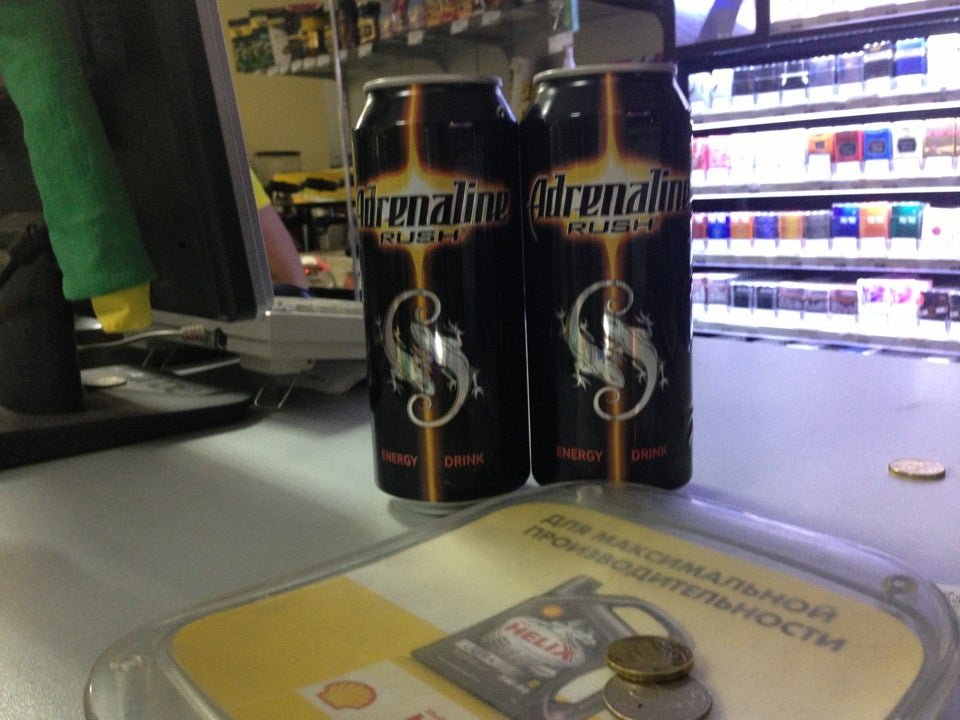 Adrenaline
RUSH
ENERGY DRINK
Adrenaline
RUSH
ENERGY DRINK
ДЛЯ МАКСИМАЛЬНОЙ
ПРОИЗВОДИТЕЛЬНОСТИ
HELIX